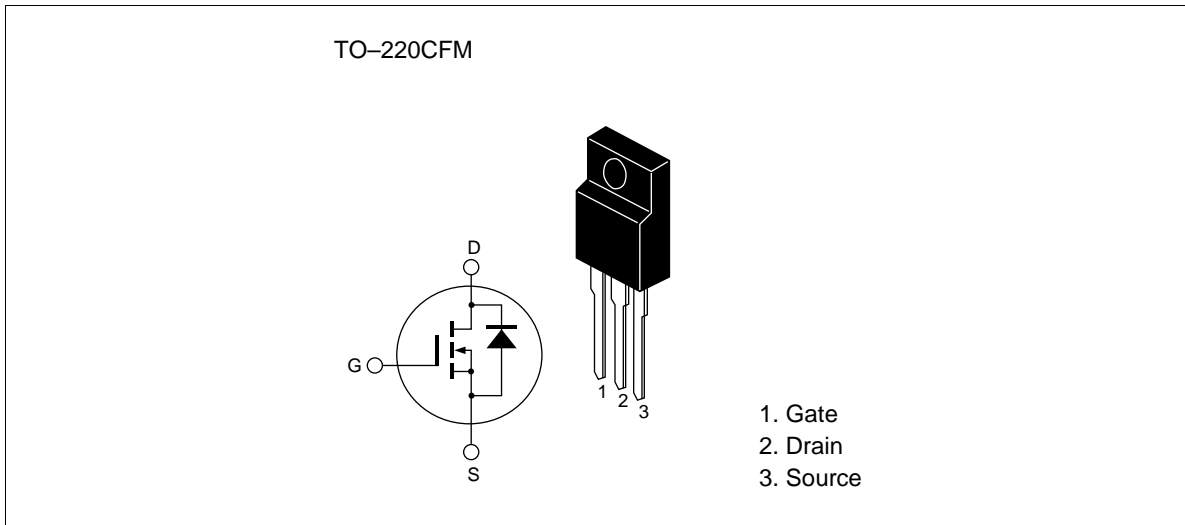 TO–220CFM
D
G
S
1
2
3
1. Gate
2. Drain
3. Source